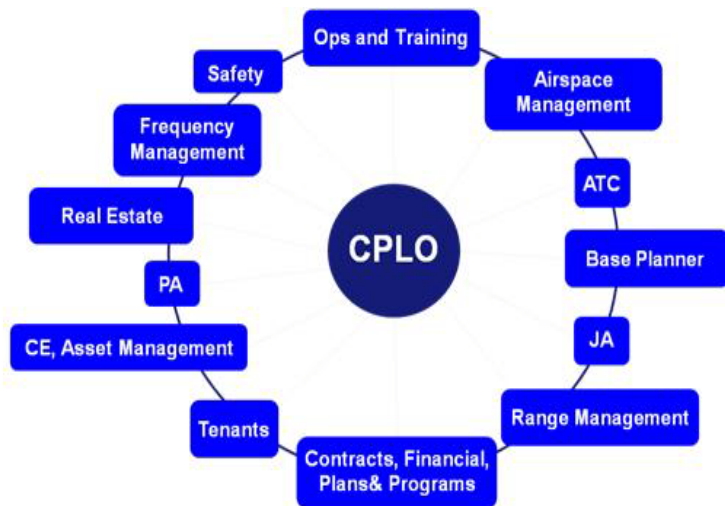 Ops and Training
Safety
Airspace
Management
Frequency
Management
ATC
Real Estate
CPLO
Base Planner
PA
JA
CE, Asset Management
Range Management
Tenants
Contracts, Financial,
Plans& Programs